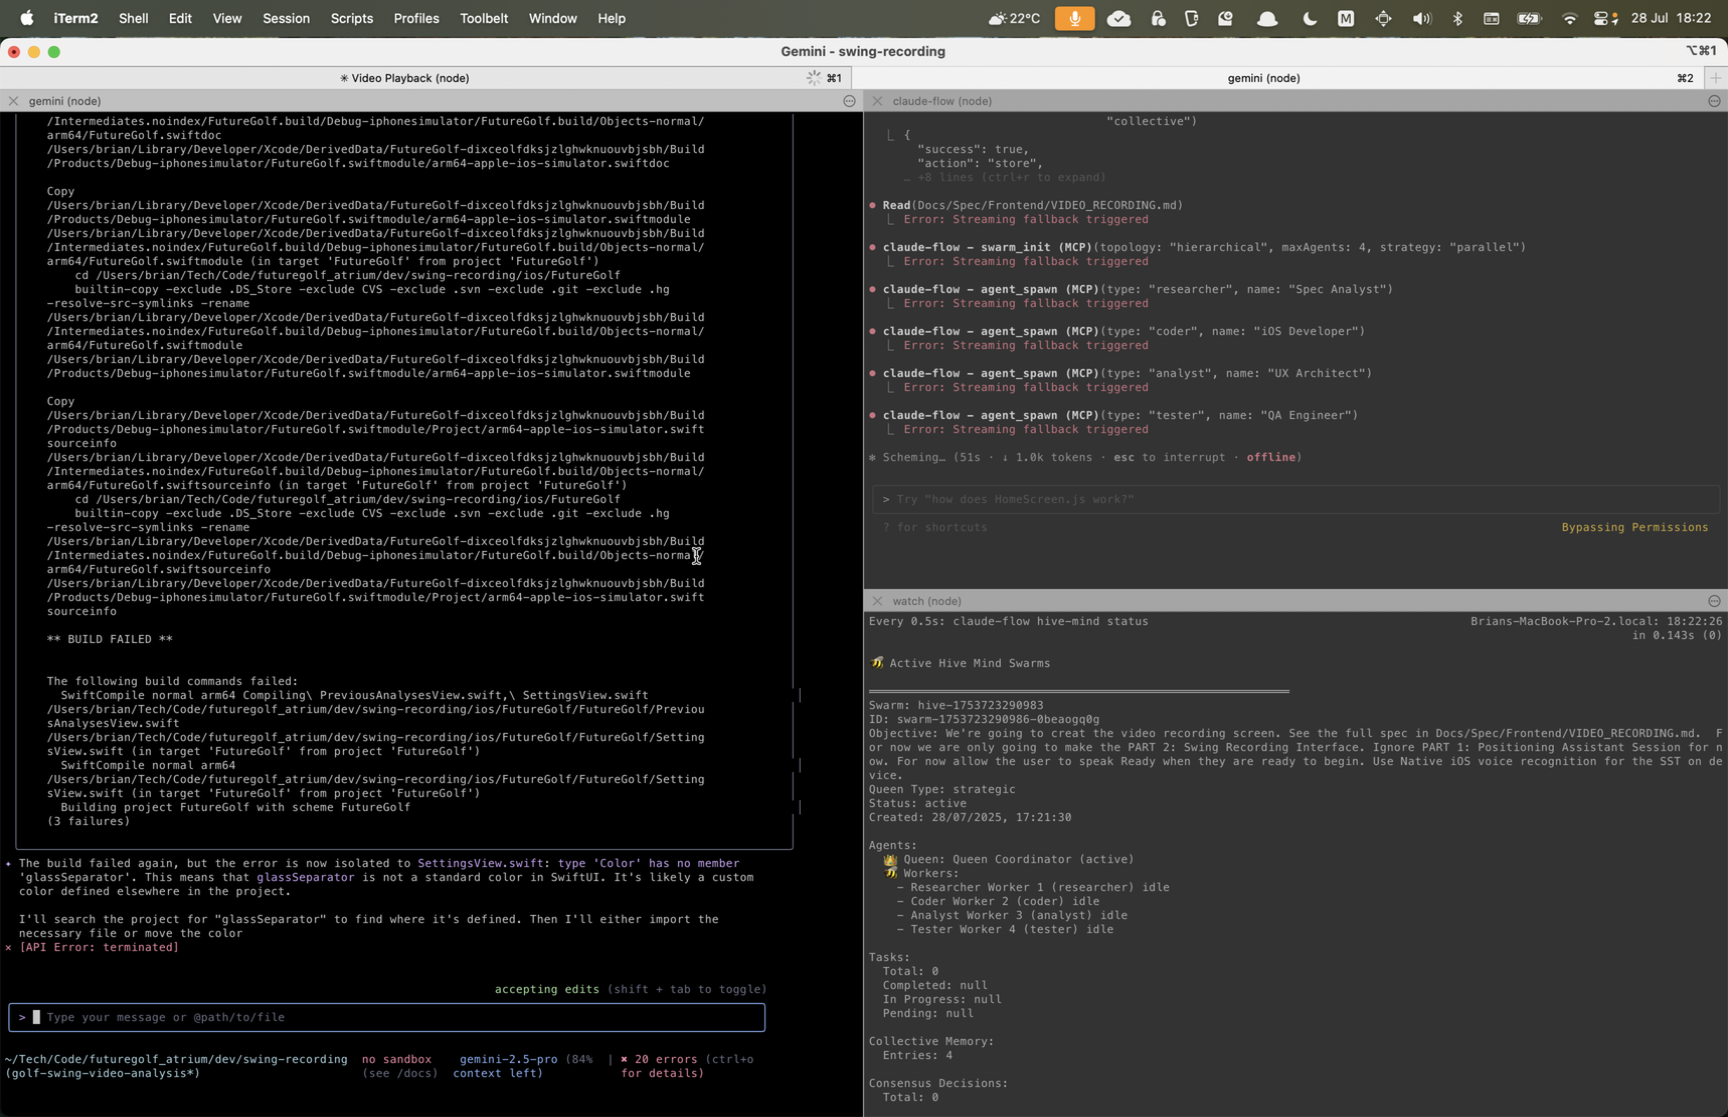 iTerm2 Shell Edit View Session Scripts Profiles Toolbelt Window Help 22°C M 28 Jul 18:22
Gemini - swing-recording ⌥⌘1
✳ Video Playback (node) ⌘1 gemini (node) ⌘2
gemini (node)
/Intermediates.noindex/FutureGolf.build/Debug-iphonesimulator/FutureGolf.build/Objects-normal/
arm64/FutureGolf.swiftdoc
/Users/brian/Library/Developer/Xcode/DerivedData/FutureGolf-dixceolfdksjzlghwknuouvbjsbh/Build
/Products/Debug-iphonesimulator/FutureGolf.swiftmodule/arm64-apple-ios-simulator.swiftdoc
Copy
/Users/brian/Library/Developer/Xcode/DerivedData/FutureGolf-dixceolfdksjzlghwknuouvbjsbh/Build
/Products/Debug-iphonesimulator/FutureGolf.swiftmodule/arm64-apple-ios-simulator.swiftmodule
/Users/brian/Library/Developer/Xcode/DerivedData/FutureGolf-dixceolfdksjzlghwknuouvbjsbh/Build
/Intermediates.noindex/FutureGolf.build/Debug-iphonesimulator/FutureGolf.build/Objects-normal/
arm64/FutureGolf.swiftmodule (in target 'FutureGolf' from project 'FutureGolf')
cd /Users/brian/Tech/Code/futuregolf_atrium/dev/swing-recording/ios/FutureGolf
builtin-copy -exclude .DS_Store -exclude CVS -exclude .svn -exclude .git -exclude .hg
-resolve-src-symlinks -rename
/Users/brian/Library/Developer/Xcode/DerivedData/FutureGolf-dixceolfdksjzlghwknuouvbjsbh/Build
/Intermediates.noindex/FutureGolf.build/Debug-iphonesimulator/FutureGolf.build/Objects-normal/
arm64/FutureGolf.swiftmodule
/Users/brian/Library/Developer/Xcode/DerivedData/FutureGolf-dixceolfdksjzlghwknuouvbjsbh/Build
/Products/Debug-iphonesimulator/FutureGolf.swiftmodule/arm64-apple-ios-simulator.swiftmodule
Copy
/Users/brian/Library/Developer/Xcode/DerivedData/FutureGolf-dixceolfdksjzlghwknuouvbjsbh/Build
/Products/Debug-iphonesimulator/FutureGolf.swiftmodule/Project/arm64-apple-ios-simulator.swift
sourceinfo
/Users/brian/Library/Developer/Xcode/DerivedData/FutureGolf-dixceolfdksjzlghwknuouvbjsbh/Build
/Intermediates.noindex/FutureGolf.build/Debug-iphonesimulator/FutureGolf.build/Objects-normal/
arm64/FutureGolf.swiftsourceinfo (in target 'FutureGolf' from project 'FutureGolf')
cd /Users/brian/Tech/Code/futuregolf_atrium/dev/swing-recording/ios/FutureGolf
builtin-copy -exclude .DS_Store -exclude CVS -exclude .svn -exclude .git -exclude .hg
-resolve-src-symlinks -rename
/Users/brian/Library/Developer/Xcode/DerivedData/FutureGolf-dixceolfdksjzlghwknuouvbjsbh/Build
/Intermediates.noindex/FutureGolf.build/Debug-iphonesimulator/FutureGolf.build/Objects-normal/
arm64/FutureGolf.swiftsourceinfo
/Users/brian/Library/Developer/Xcode/DerivedData/FutureGolf-dixceolfdksjzlghwknuouvbjsbh/Build
/Products/Debug-iphonesimulator/FutureGolf.swiftmodule/Project/arm64-apple-ios-simulator.swift
sourceinfo
** BUILD FAILED **
The following build commands failed:
SwiftCompile normal arm64 Compiling\ PreviousAnalysesView.swift,\ SettingsView.swift
/Users/brian/Tech/Code/futuregolf_atrium/dev/swing-recording/ios/FutureGolf/FutureGolf/Previou
sAnalysesView.swift
/Users/brian/Tech/Code/futuregolf_atrium/dev/swing-recording/ios/FutureGolf/FutureGolf/Setting
sView.swift (in target 'FutureGolf' from project 'FutureGolf')
SwiftCompile normal arm64
/Users/brian/Tech/Code/futuregolf_atrium/dev/swing-recording/ios/FutureGolf/FutureGolf/Setting
sView.swift (in target 'FutureGolf' from project 'FutureGolf')
Building project FutureGolf with scheme FutureGolf
(3 failures)
✦ The build failed again, but the error is now isolated to SettingsView.swift: type 'Color' has no member
'glassSeparator'. This means that glassSeparator is not a standard color in SwiftUI. It's likely a custom
color defined elsewhere in the project.
I'll search the project for "glassSeparator" to find where it's defined. Then I'll either import the
necessary file or move the color
✕ [API Error: terminated]
accepting edits (shift + tab to toggle)
> Type your message or @path/to/file
~/Tech/Code/futuregolf_atrium/dev/swing-recording no sandbox gemini-2.5-pro (84% | ✖ 20 errors (ctrl+o
(golf-swing-video-analysis*) (see /docs) context left) for details)
claude-flow (node)
"collective")
⎿ {
"success": true,
"action": "store",
… +8 lines (ctrl+r to expand)
● Read(Docs/Spec/Frontend/VIDEO_RECORDING.md)
⎿ Error: Streaming fallback triggered
● claude-flow – swarm_init (MCP)(topology: "hierarchical", maxAgents: 4, strategy: "parallel")
⎿ Error: Streaming fallback triggered
● claude-flow – agent_spawn (MCP)(type: "researcher", name: "Spec Analyst")
⎿ Error: Streaming fallback triggered
● claude-flow – agent_spawn (MCP)(type: "coder", name: "iOS Developer")
⎿ Error: Streaming fallback triggered
● claude-flow – agent_spawn (MCP)(type: "analyst", name: "UX Architect")
⎿ Error: Streaming fallback triggered
● claude-flow – agent_spawn (MCP)(type: "tester", name: "QA Engineer")
⎿ Error: Streaming fallback triggered
✻ Scheming… (51s · ↓ 1.0k tokens · esc to interrupt · offline)
> Try "how does HomeScreen.js work?"
? for shortcuts Bypassing Permissions
watch (node)
Every 0.5s: claude-flow hive-mind status Brians-MacBook-Pro-2.local: 18:22:26
in 0.143s (0)
🐝 Active Hive Mind Swarms
Swarm: hive-1753723290983
ID: swarm-1753723290986-0beaogq0g
Objective: We're going to creat the video recording screen. See the full spec in Docs/Spec/Frontend/VIDEO_RECORDING.md. F
or now we are only going to make the PART 2: Swing Recording Interface. Ignore PART 1: Positioning Assistant Session for n
ow. For now allow the user to speak Ready when they are ready to begin. Use Native iOS voice recognition for the SST on de
vice.
Queen Type: strategic
Status: active
Created: 28/07/2025, 17:21:30
Agents:
👑 Queen: Queen Coordinator (active)
🐝 Workers:
– Researcher Worker 1 (researcher) idle
– Coder Worker 2 (coder) idle
– Analyst Worker 3 (analyst) idle
– Tester Worker 4 (tester) idle
Tasks:
Total: 0
Completed: null
In Progress: null
Pending: null
Collective Memory:
Entries: 4
Consensus Decisions:
Total: 0